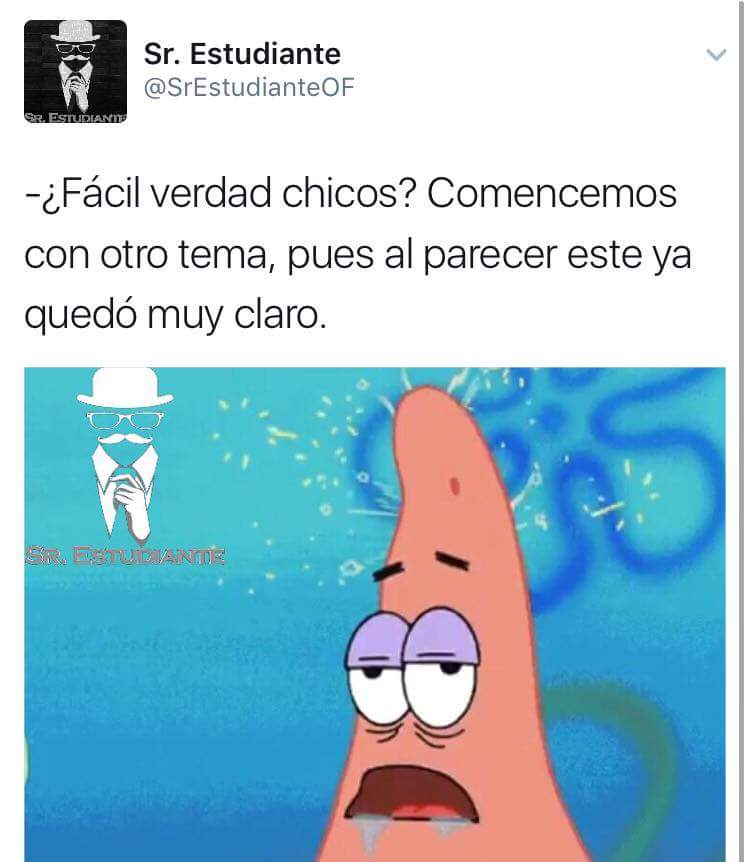 Sr. Estudiante
@SrEstudianteOF
SR. ESTUDIANTE
-¿Fácil verdad chicos? Comencemos
con otro tema, pues al parecer este ya
quedó muy claro.
SR. ESTUDIANTE